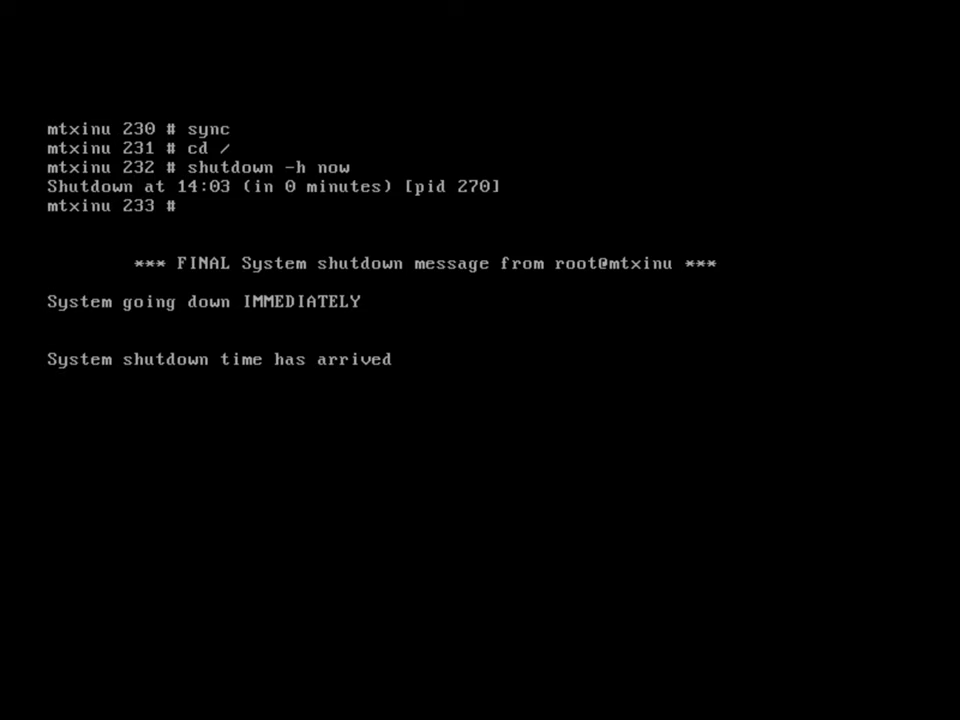 mtxinu 230 # sync
mtxinu 231 # cd /
mtxinu 232 # shutdown -h now
Shutdown at 14:03 (in 0 minutes) [pid 270]
mtxinu 233 #
*** FINAL System shutdown message from root@mtxinu ***
System going down IMMEDIATELY
System shutdown time has arrived